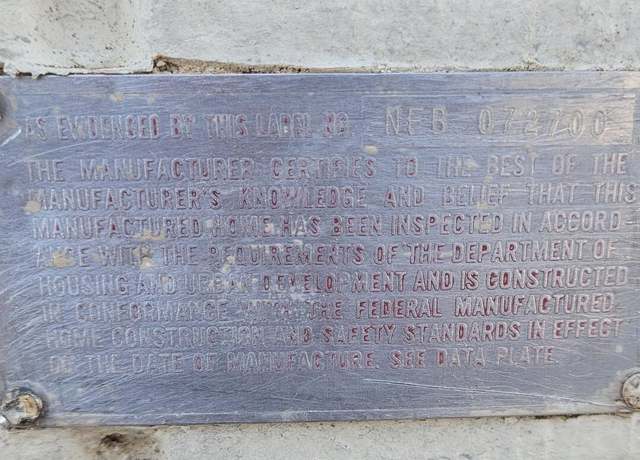 AS EVIDENCED BY THIS LABEL NO. NEB 072700
THE MANUFACTURER CERTIFIES TO THE BEST OF THE
MANUFACTURER'S KNOWLEDGE AND BELIEF THAT THIS
MANUFACTURED HOME HAS BEEN INSPECTED IN ACCORD
ANCE WITH THE REQUIREMENTS OF THE DEPARTMENT OF
HOUSING AND URBAN DEVELOPMENT AND IS CONSTRUCTED
IN CONFORMANCE WITH THE FEDERAL MANUFACTURED
HOME CONSTRUCTION AND SAFETY STANDARDS IN EFFECT
ON THE DATE OF MANUFACTURE. SEE DATA PLATE.